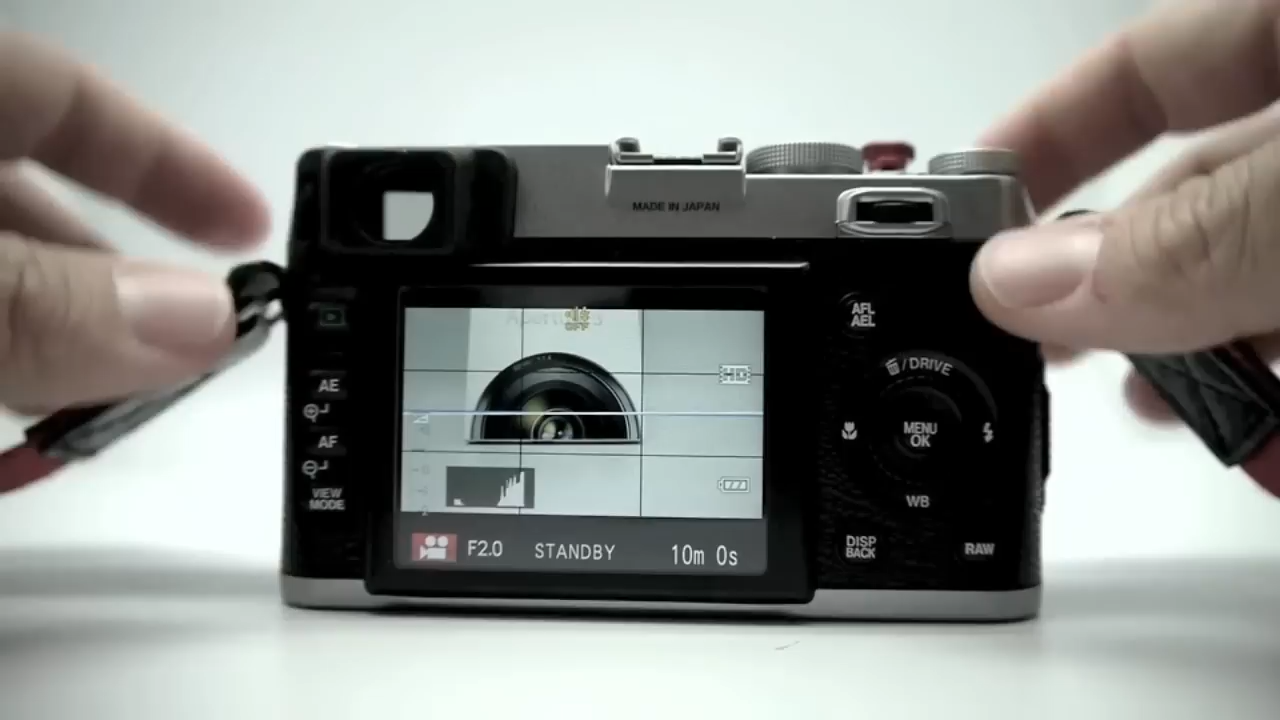 MADE IN JAPAN
AFL
AEL
/DRIVE
AE
AF
VIEW
MODE
MENU
OK
WB
DISP
BACK
RAW
OFF
HD
F2.0
STANDBY
10m 0s